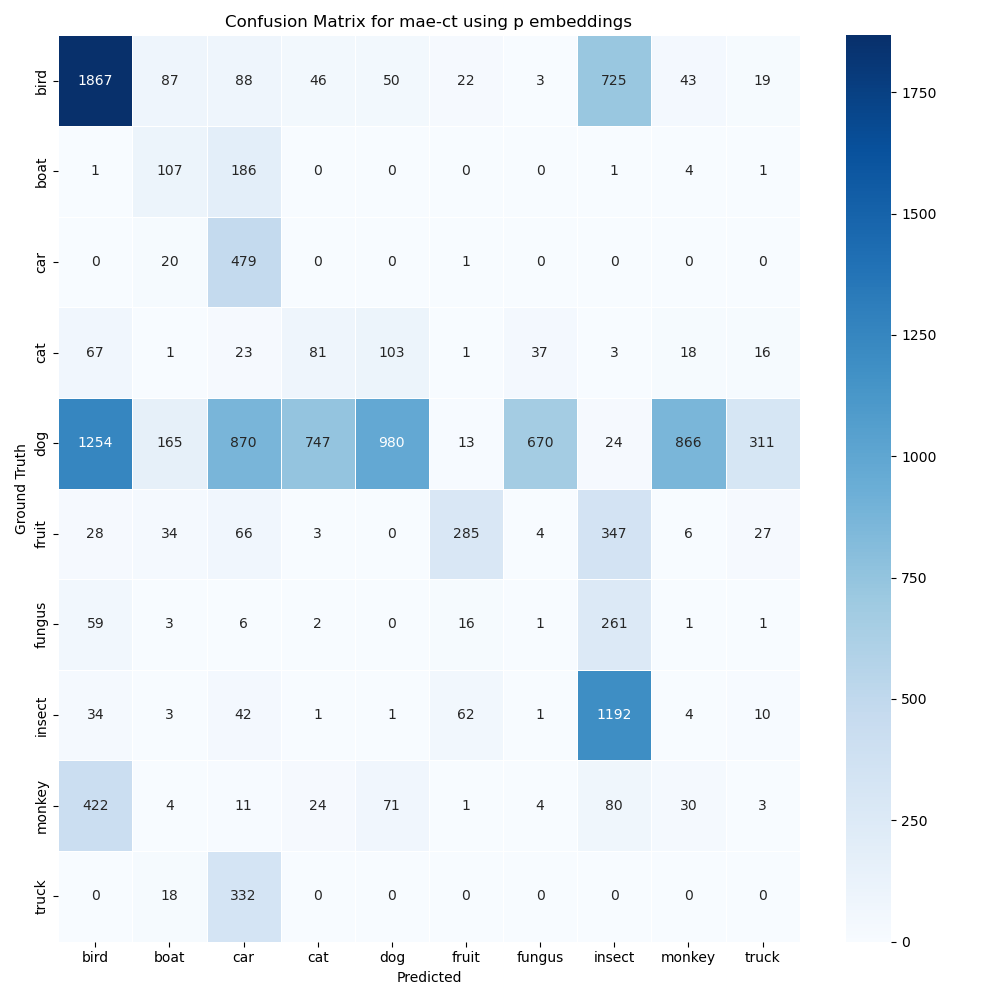 Confusion Matrix for mae-ct using p embeddings
Ground Truth
bird 1867 87 88 46 50 22 3 725 43 19
boat 1 107 186 0 0 0 0 1 4 1
car 0 20 479 0 0 1 0 0 0 0
cat 67 1 23 81 103 1 37 3 18 16
dog 1254 165 870 747 980 13 670 24 866 311
fruit 28 34 66 3 0 285 4 347 6 27
fungus 59 3 6 2 0 16 1 261 1 1
insect 34 3 42 1 1 62 1 1192 4 10
monkey 422 4 11 24 71 1 4 80 30 3
truck 0 18 332 0 0 0 0 0 0 0
bird boat car cat dog fruit fungus insect monkey truck
Predicted
1750
1500
1250
1000
750
500
250
0